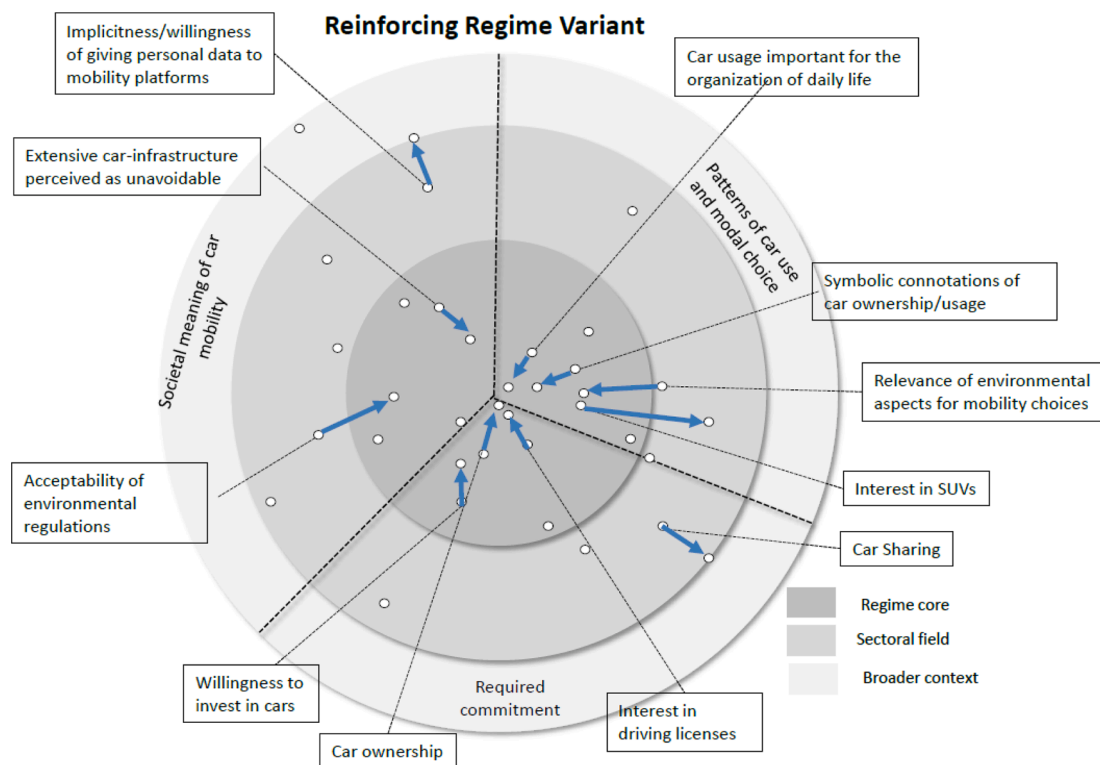 Reinforcing Regime Variant
Implicitness/willingness
of giving personal data to
mobility platforms
Car usage important for the
organization of daily life
Extensive car-infrastructure
perceived as unavoidable
Patterns of car use
and modal choice
Symbolic connotations of
car ownership/usage
Societal meaning of car
mobility
Relevance of environmental
aspects for mobility choices
Acceptability of
environmental
regulations
Interest in SUVs
Car Sharing
Regime core
Sectoral field
Broader context
Willingness to
invest in cars
Required
commitment
Interest in
driving licenses
Car ownership